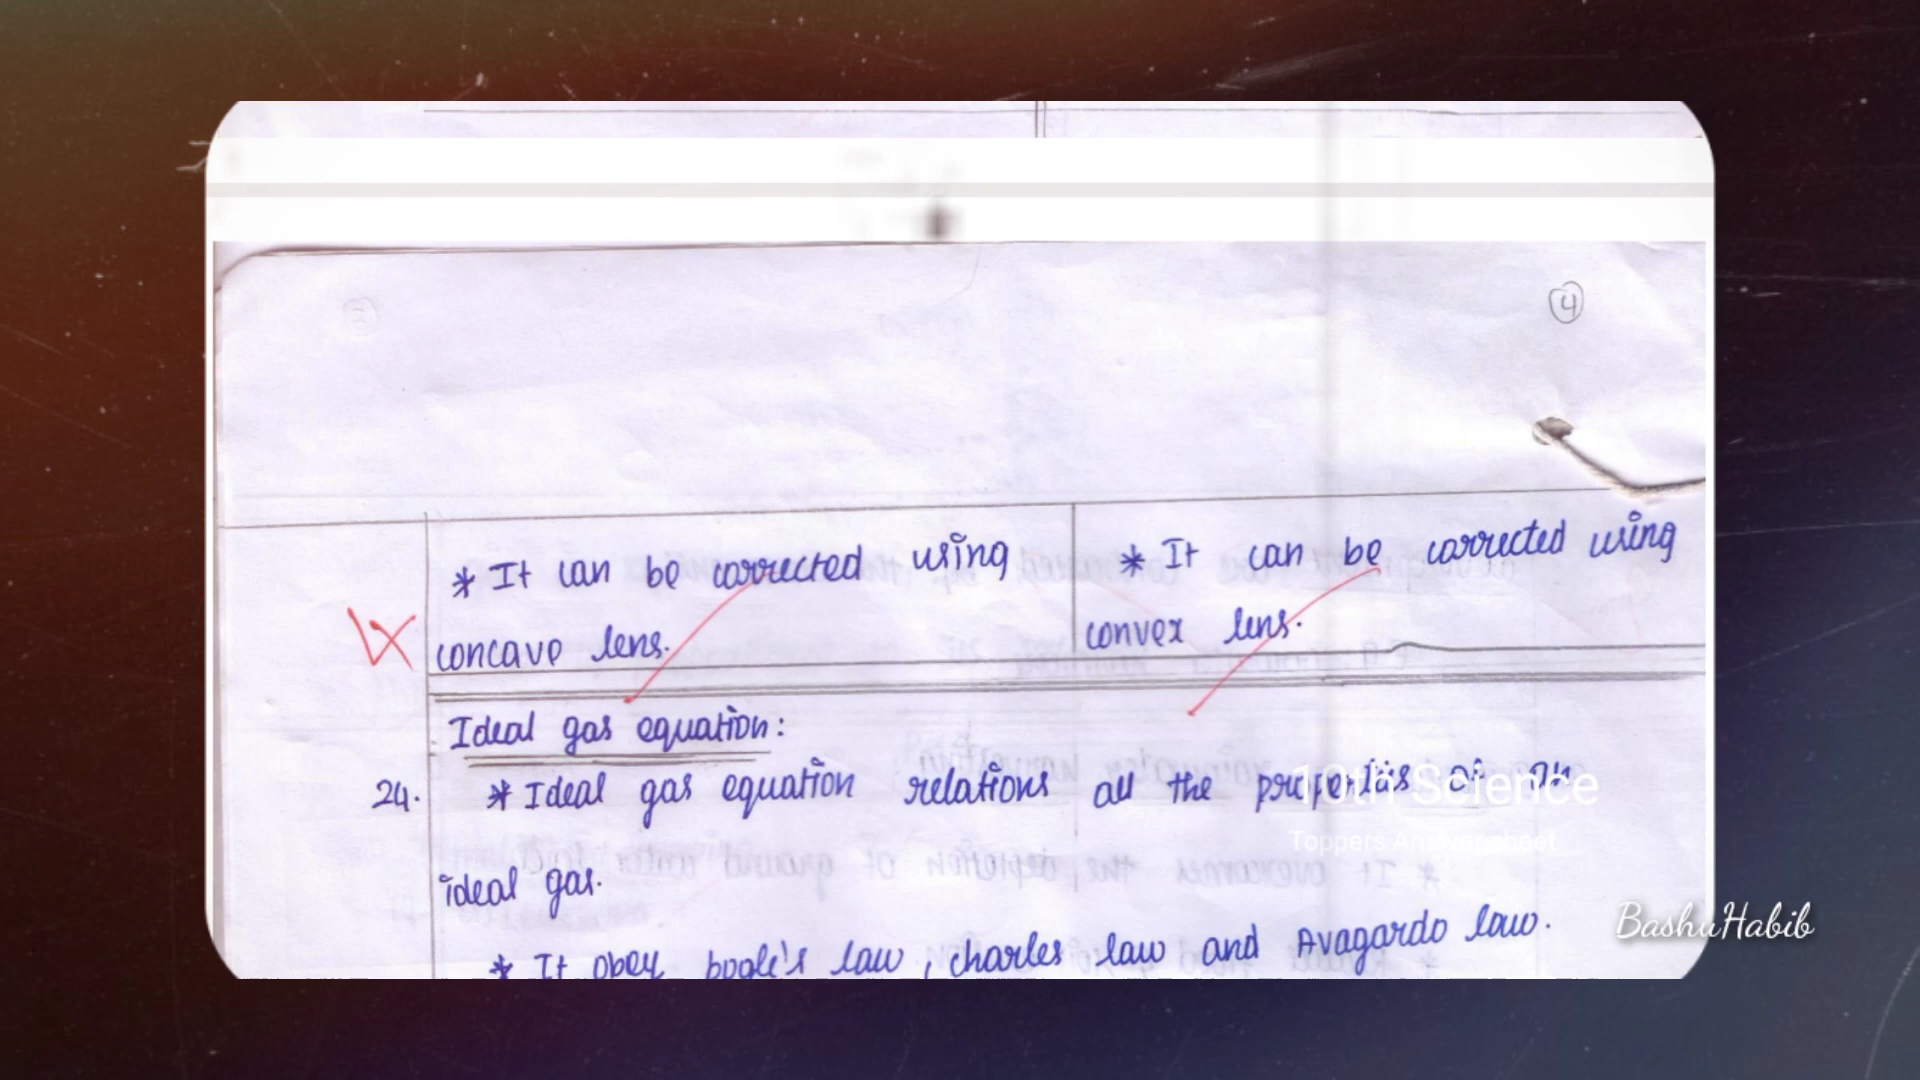 4
* It can be corrected using
concave lens.
* It can be corrected using
convex lens.
Ideal gas equation:
24. * Ideal gas equation relations all the properties of an
ideal gas.
* It obey boyle's law, charles law and Avagardo law.
10th Science
Toppers Answer sheet
BashuHabib